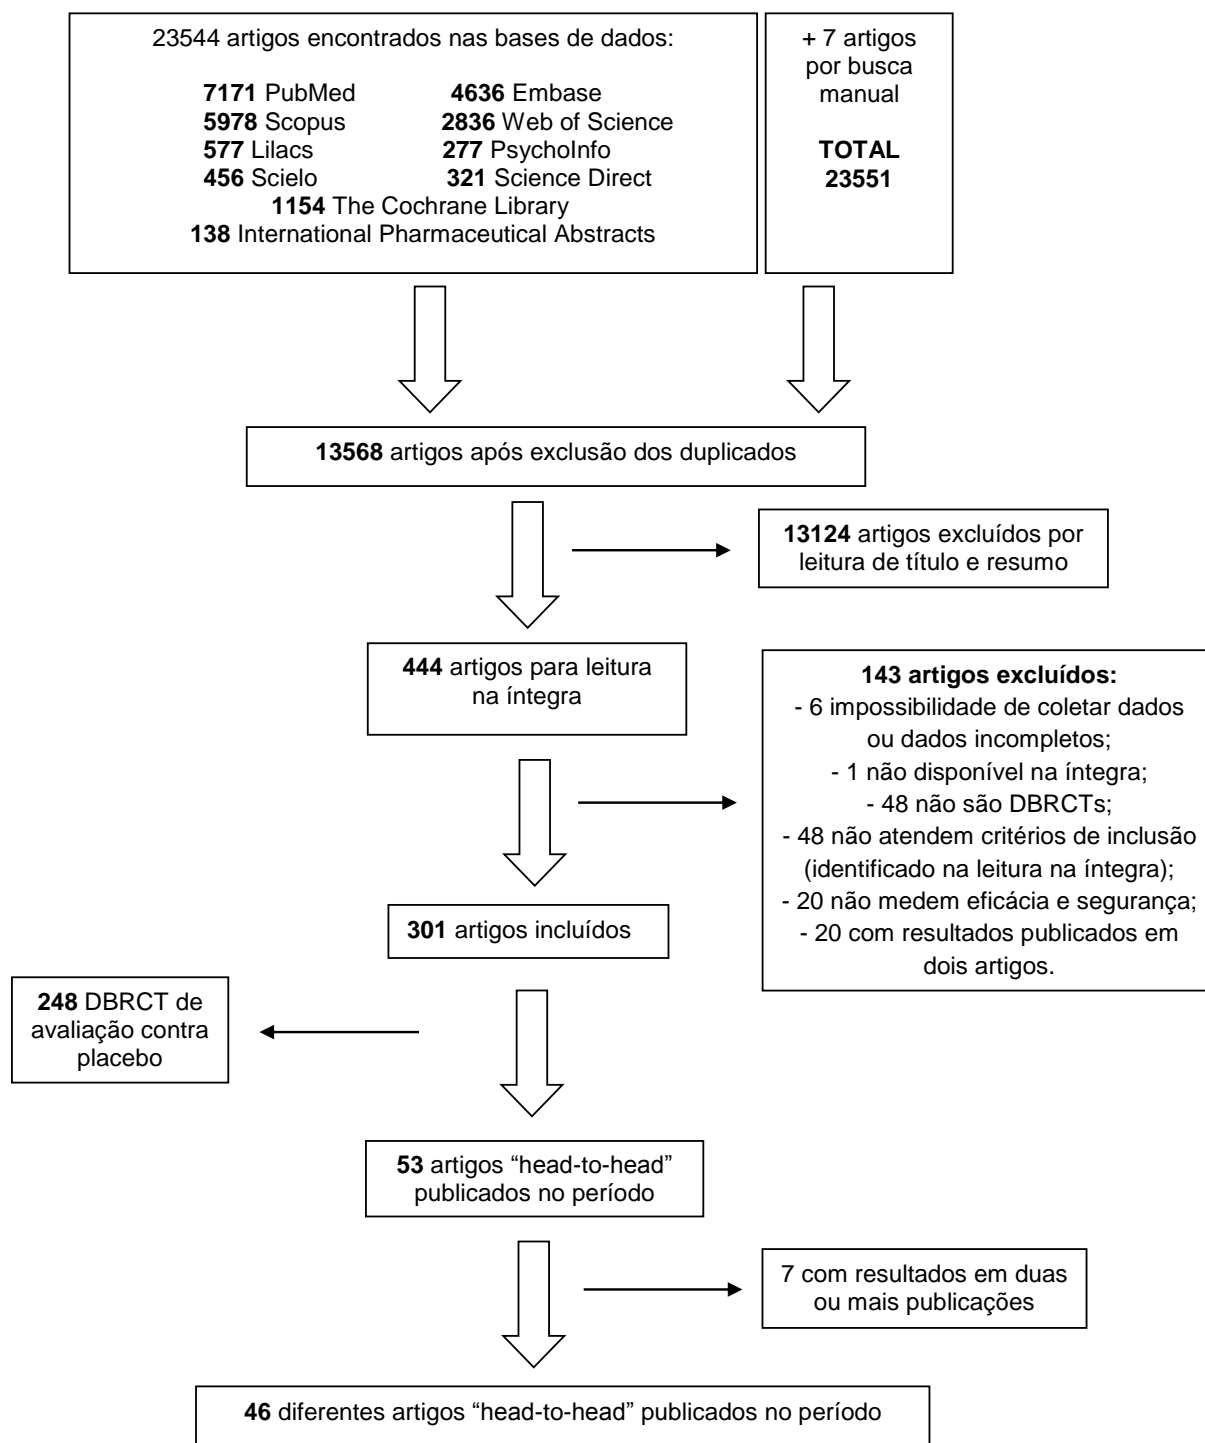 23544 artigos encontrados nas bases de dados:
7171 PubMed 4636 Embase
5978 Scopus 2836 Web of Science
577 Lilacs 277 PsychoInfo
456 Scielo 321 Science Direct
1154 The Cochrane Library
138 International Pharmaceutical Abstracts
+ 7 artigos
por busca
manual
TOTAL
23551
13568 artigos após exclusão dos duplicados
13124 artigos excluídos por
leitura de título e resumo
444 artigos para leitura
na íntegra
143 artigos excluídos:
- 6 impossibilidade de coletar dados
ou dados incompletos;
- 1 não disponível na íntegra;
- 48 não são DBRCTs;
- 48 não atendem critérios de inclusão
(identificado na leitura na íntegra);
- 20 não medem eficácia e segurança;
- 20 com resultados publicados em
dois artigos.
301 artigos incluídos
248 DBRCT de
avaliação contra
placebo
53 artigos “head-to-head”
publicados no período
7 com resultados em duas
ou mais publicações
46 diferentes artigos “head-to-head” publicados no período